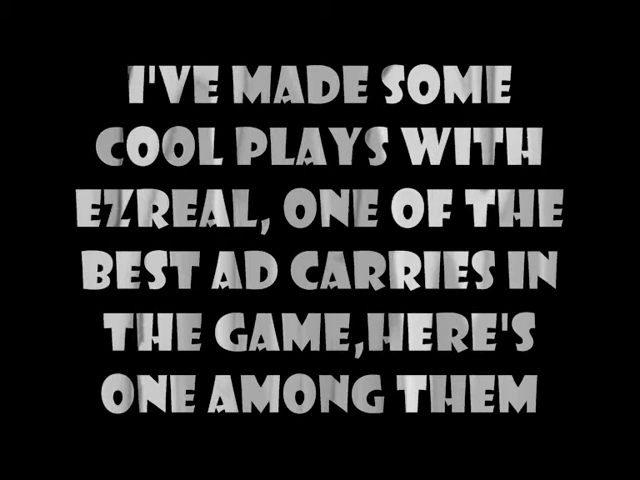 I'VE MADE SOME
COOL PLAYS WITH
EZREAL, ONE OF THE
BEST AD CARRIES IN
THE GAME,HERE'S
ONE AMONG THEM